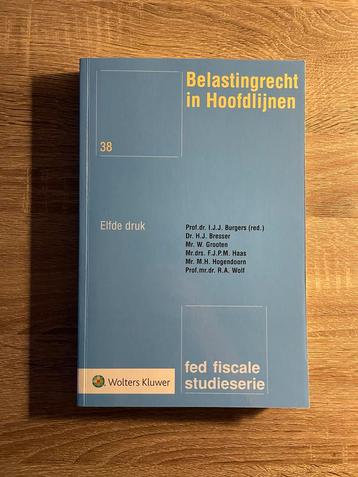 Belastingrecht
in Hoofdlijnen
38
Elfde druk
Prof.dr. I.J.J. Burgers (red.)
Dr. H.J. Bresser
Mr. W. Grooten
Mr.drs. F.J.P.M. Haas
Mr. M.H. Hogendoorn
Prof.mr.dr. R.A. Wolf
Wolters Kluwer
fed fiscale
studieserie